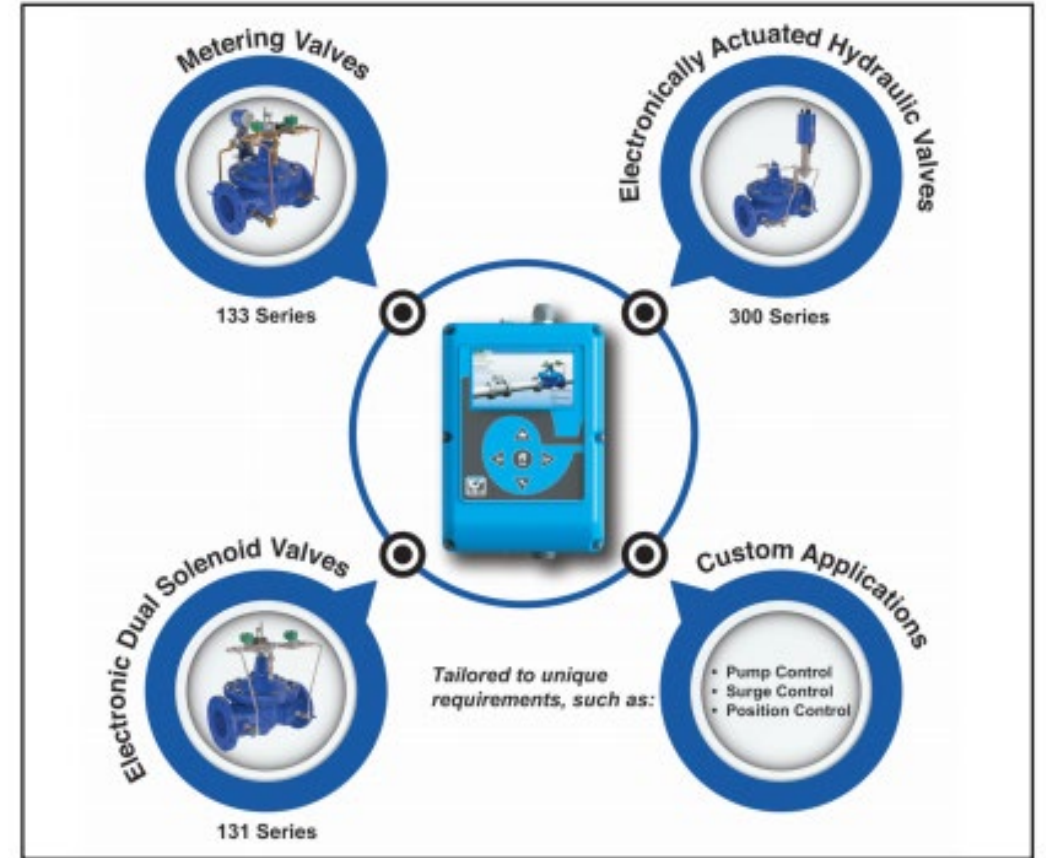 Metering Valves
133 Series
Electronically Actuated Hydraulic Valves
300 Series
Electronic Dual Solenoid Valves
131 Series
Custom Applications
Tailored to unique
requirements, such as:
• Pump Control
• Surge Control
• Position Control